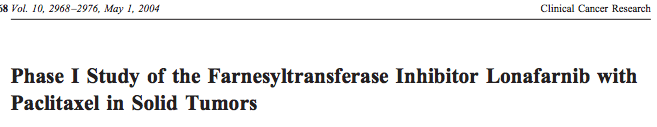 68 Vol. 10, 2968–2976, May 1, 2004 Clinical Cancer Research
Phase I Study of the Farnesyltransferase Inhibitor Lonafarnib with
Paclitaxel in Solid Tumors